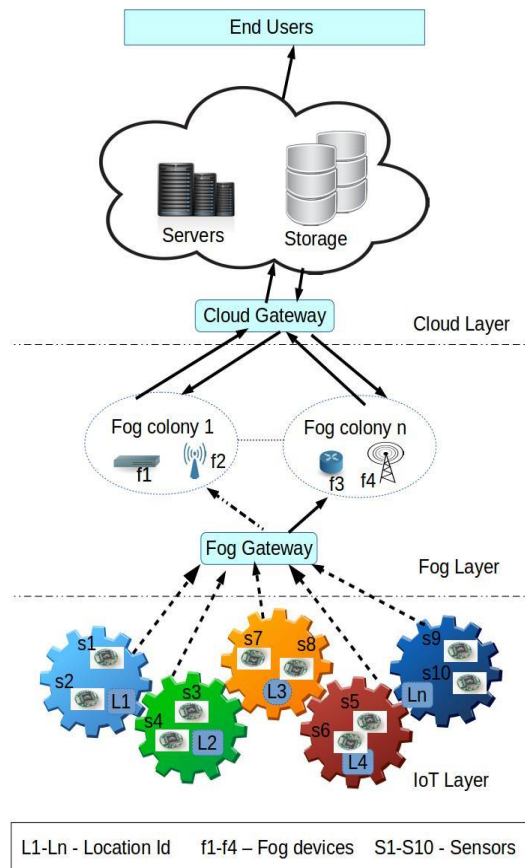 End Users
Servers
Storage
Cloud Gateway
Cloud Layer
Fog colony 1
Fog colony n
f1
f2
f3
f4
Fog Gateway
Fog Layer
s1
s2
L1
s3
s4
L2
s7
s8
L3
s5
s6
L4
s9
s10
Ln
IoT Layer
L1-Ln - Location Id f1-f4 – Fog devices S1-S10 - Sensors